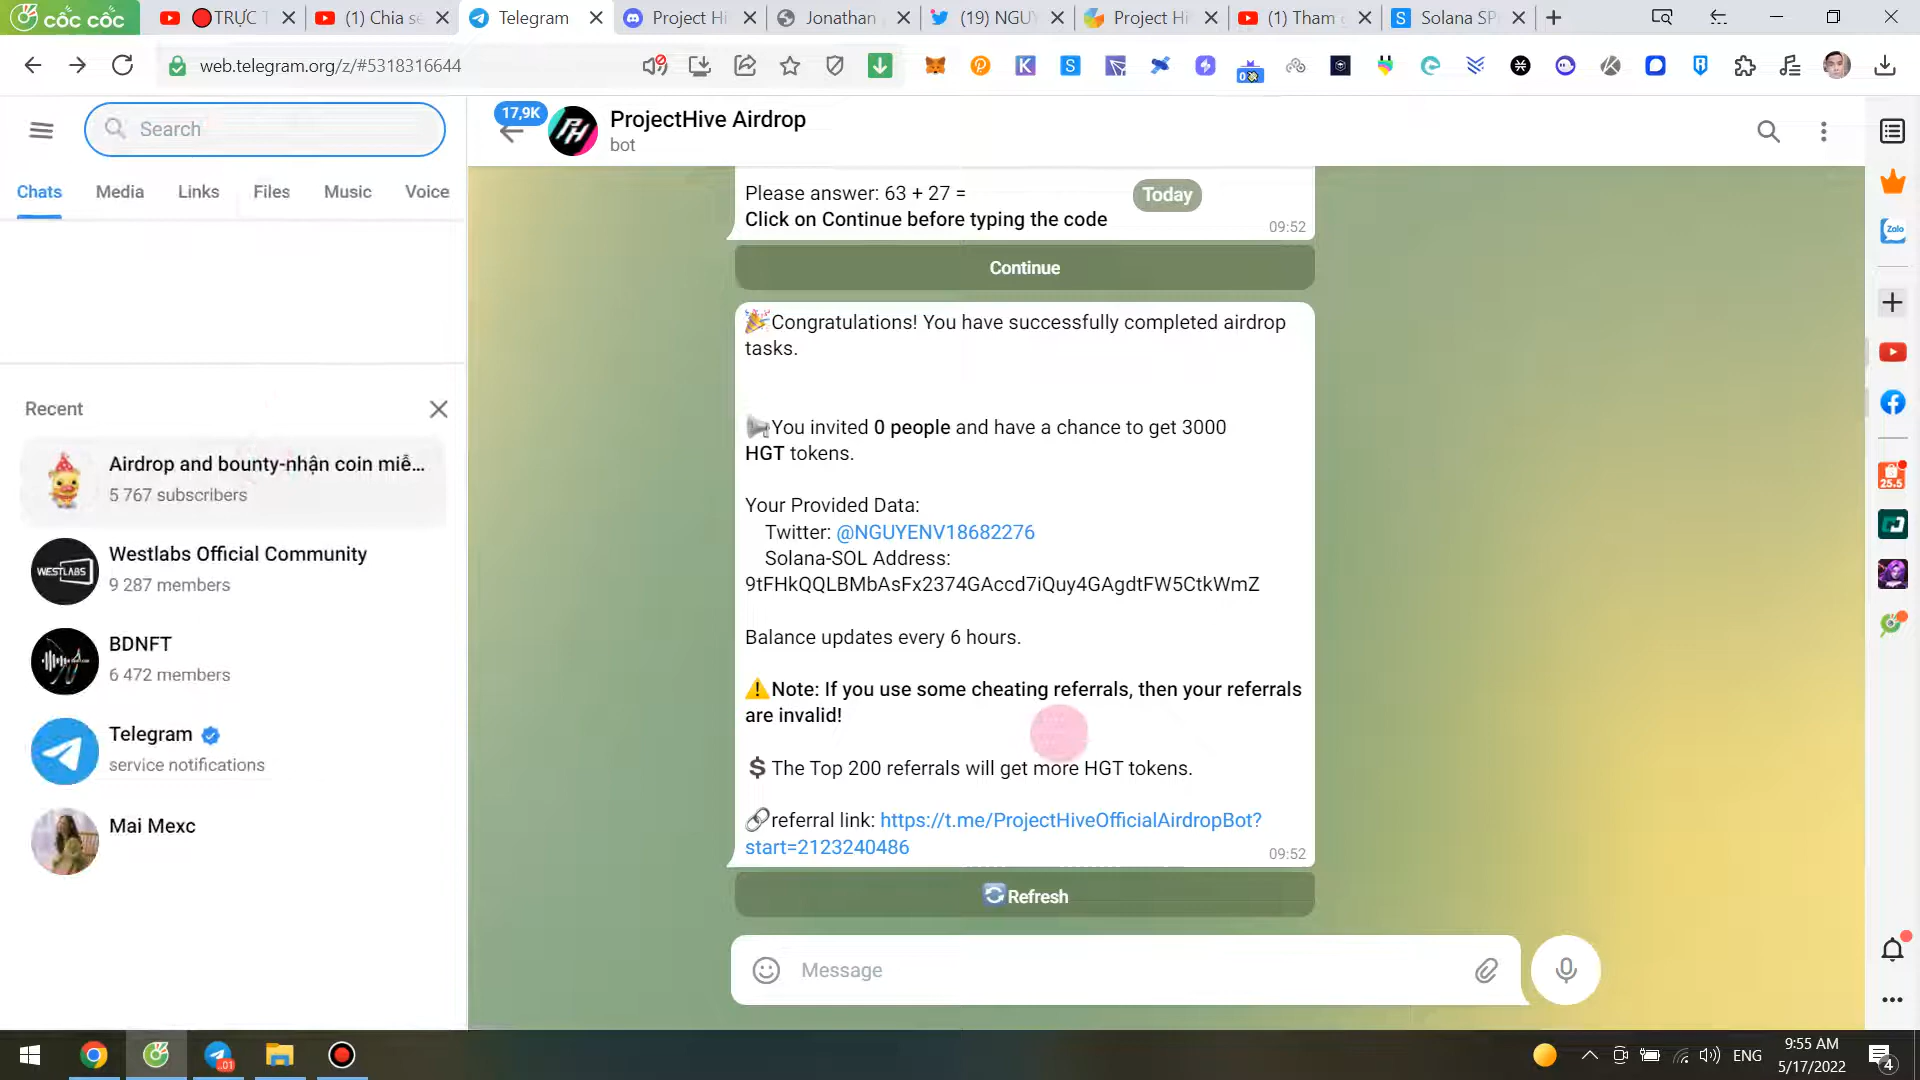 cốc cốc
TRỰC T
(1) Chia sẻ
Telegram
Project Hi
Jonathan
(19) NGUY
Project Hi
(1) Tham g
Solana SP
web.telegram.org/z/#5318316644
Search
17,9K
ProjectHive Airdrop
bot
Chats
Media
Links
Files
Music
Voice
Please answer: 63 + 27 =
Today
Click on Continue before typing the code
09:52
Continue
Congratulations! You have successfully completed airdrop
tasks.
You invited 0 people and have a chance to get 3000
HGT tokens.
Your Provided Data:
Twitter: @NGUYENV18682276
Solana-SOL Address:
9tFHkQQLBMbAsFx2374GAccd7iQuy4GAgdtFW5CtkWmZ
Balance updates every 6 hours.
Note: If you use some cheating referrals, then your referrals
are invalid!
The Top 200 referrals will get more HGT tokens.
referral link: https://t.me/ProjectHiveOfficialAirdropBot?
start=2123240486
09:52
Refresh
Message
Recent
Airdrop and bounty-nhận coin miễ...
5 767 subscribers
Westlabs Official Community
9 287 members
WESTLABS
BDNFT
6 472 members
Telegram
service notifications
Mai Mexc
Zalo
25.5
ENG
9:55 AM
5/17/2022
4